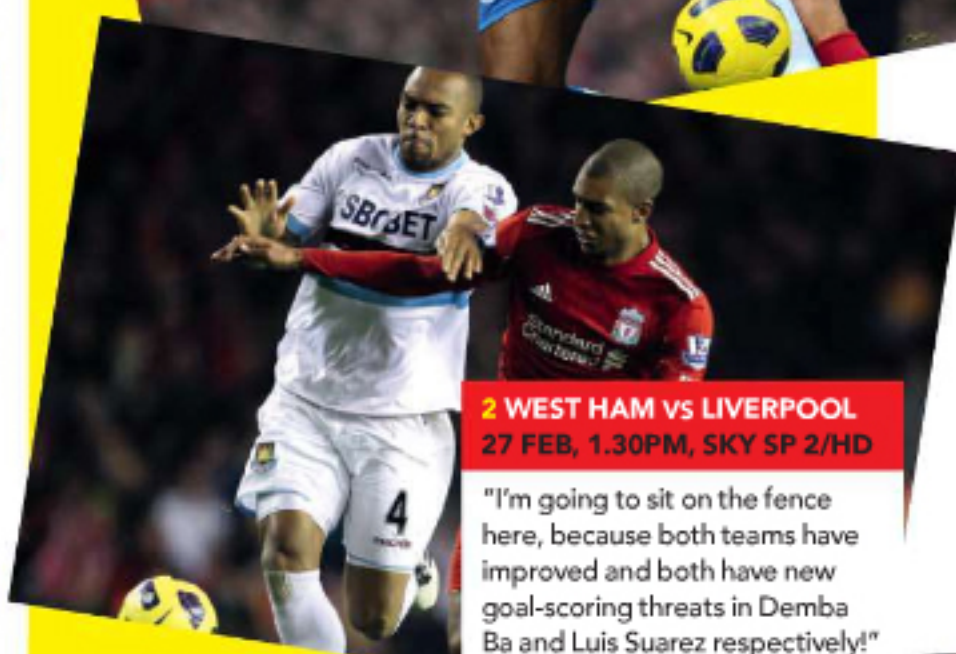 SBOBET
Standard
Chartered
4
2 WEST HAM VS LIVERPOOL
27 FEB, 1.30PM, SKY SP 2/HD
"I'm going to sit on the fence
here, because both teams have
improved and both have new
goal-scoring threats in Demba
Ba and Luis Suarez respectively!"